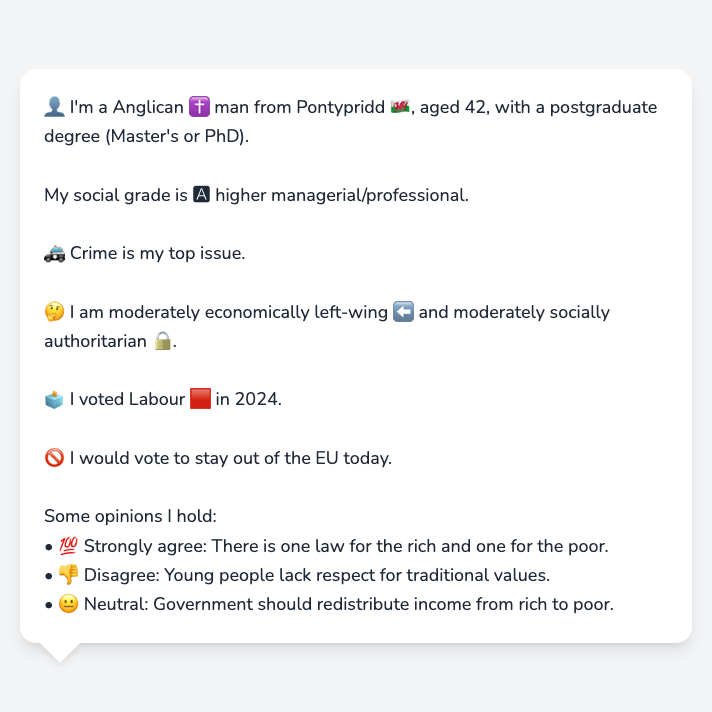 👤 I'm a Anglican ✝️ man from Pontypridd 🏴󠁧󠁢󠁷󠁬󠁳󠁿, aged 42, with a postgraduate
degree (Master's or PhD).
My social grade is 🅰 higher managerial/professional.
🚓 Crime is my top issue.
🤔 I am moderately economically left-wing ⬅️ and moderately socially
authoritarian 🔒.
🗳️ I voted Labour 🟥 in 2024.
🚫 I would vote to stay out of the EU today.
Some opinions I hold:
• 💯 Strongly agree: There is one law for the rich and one for the poor.
• 👎 Disagree: Young people lack respect for traditional values.
• 😐 Neutral: Government should redistribute income from rich to poor.